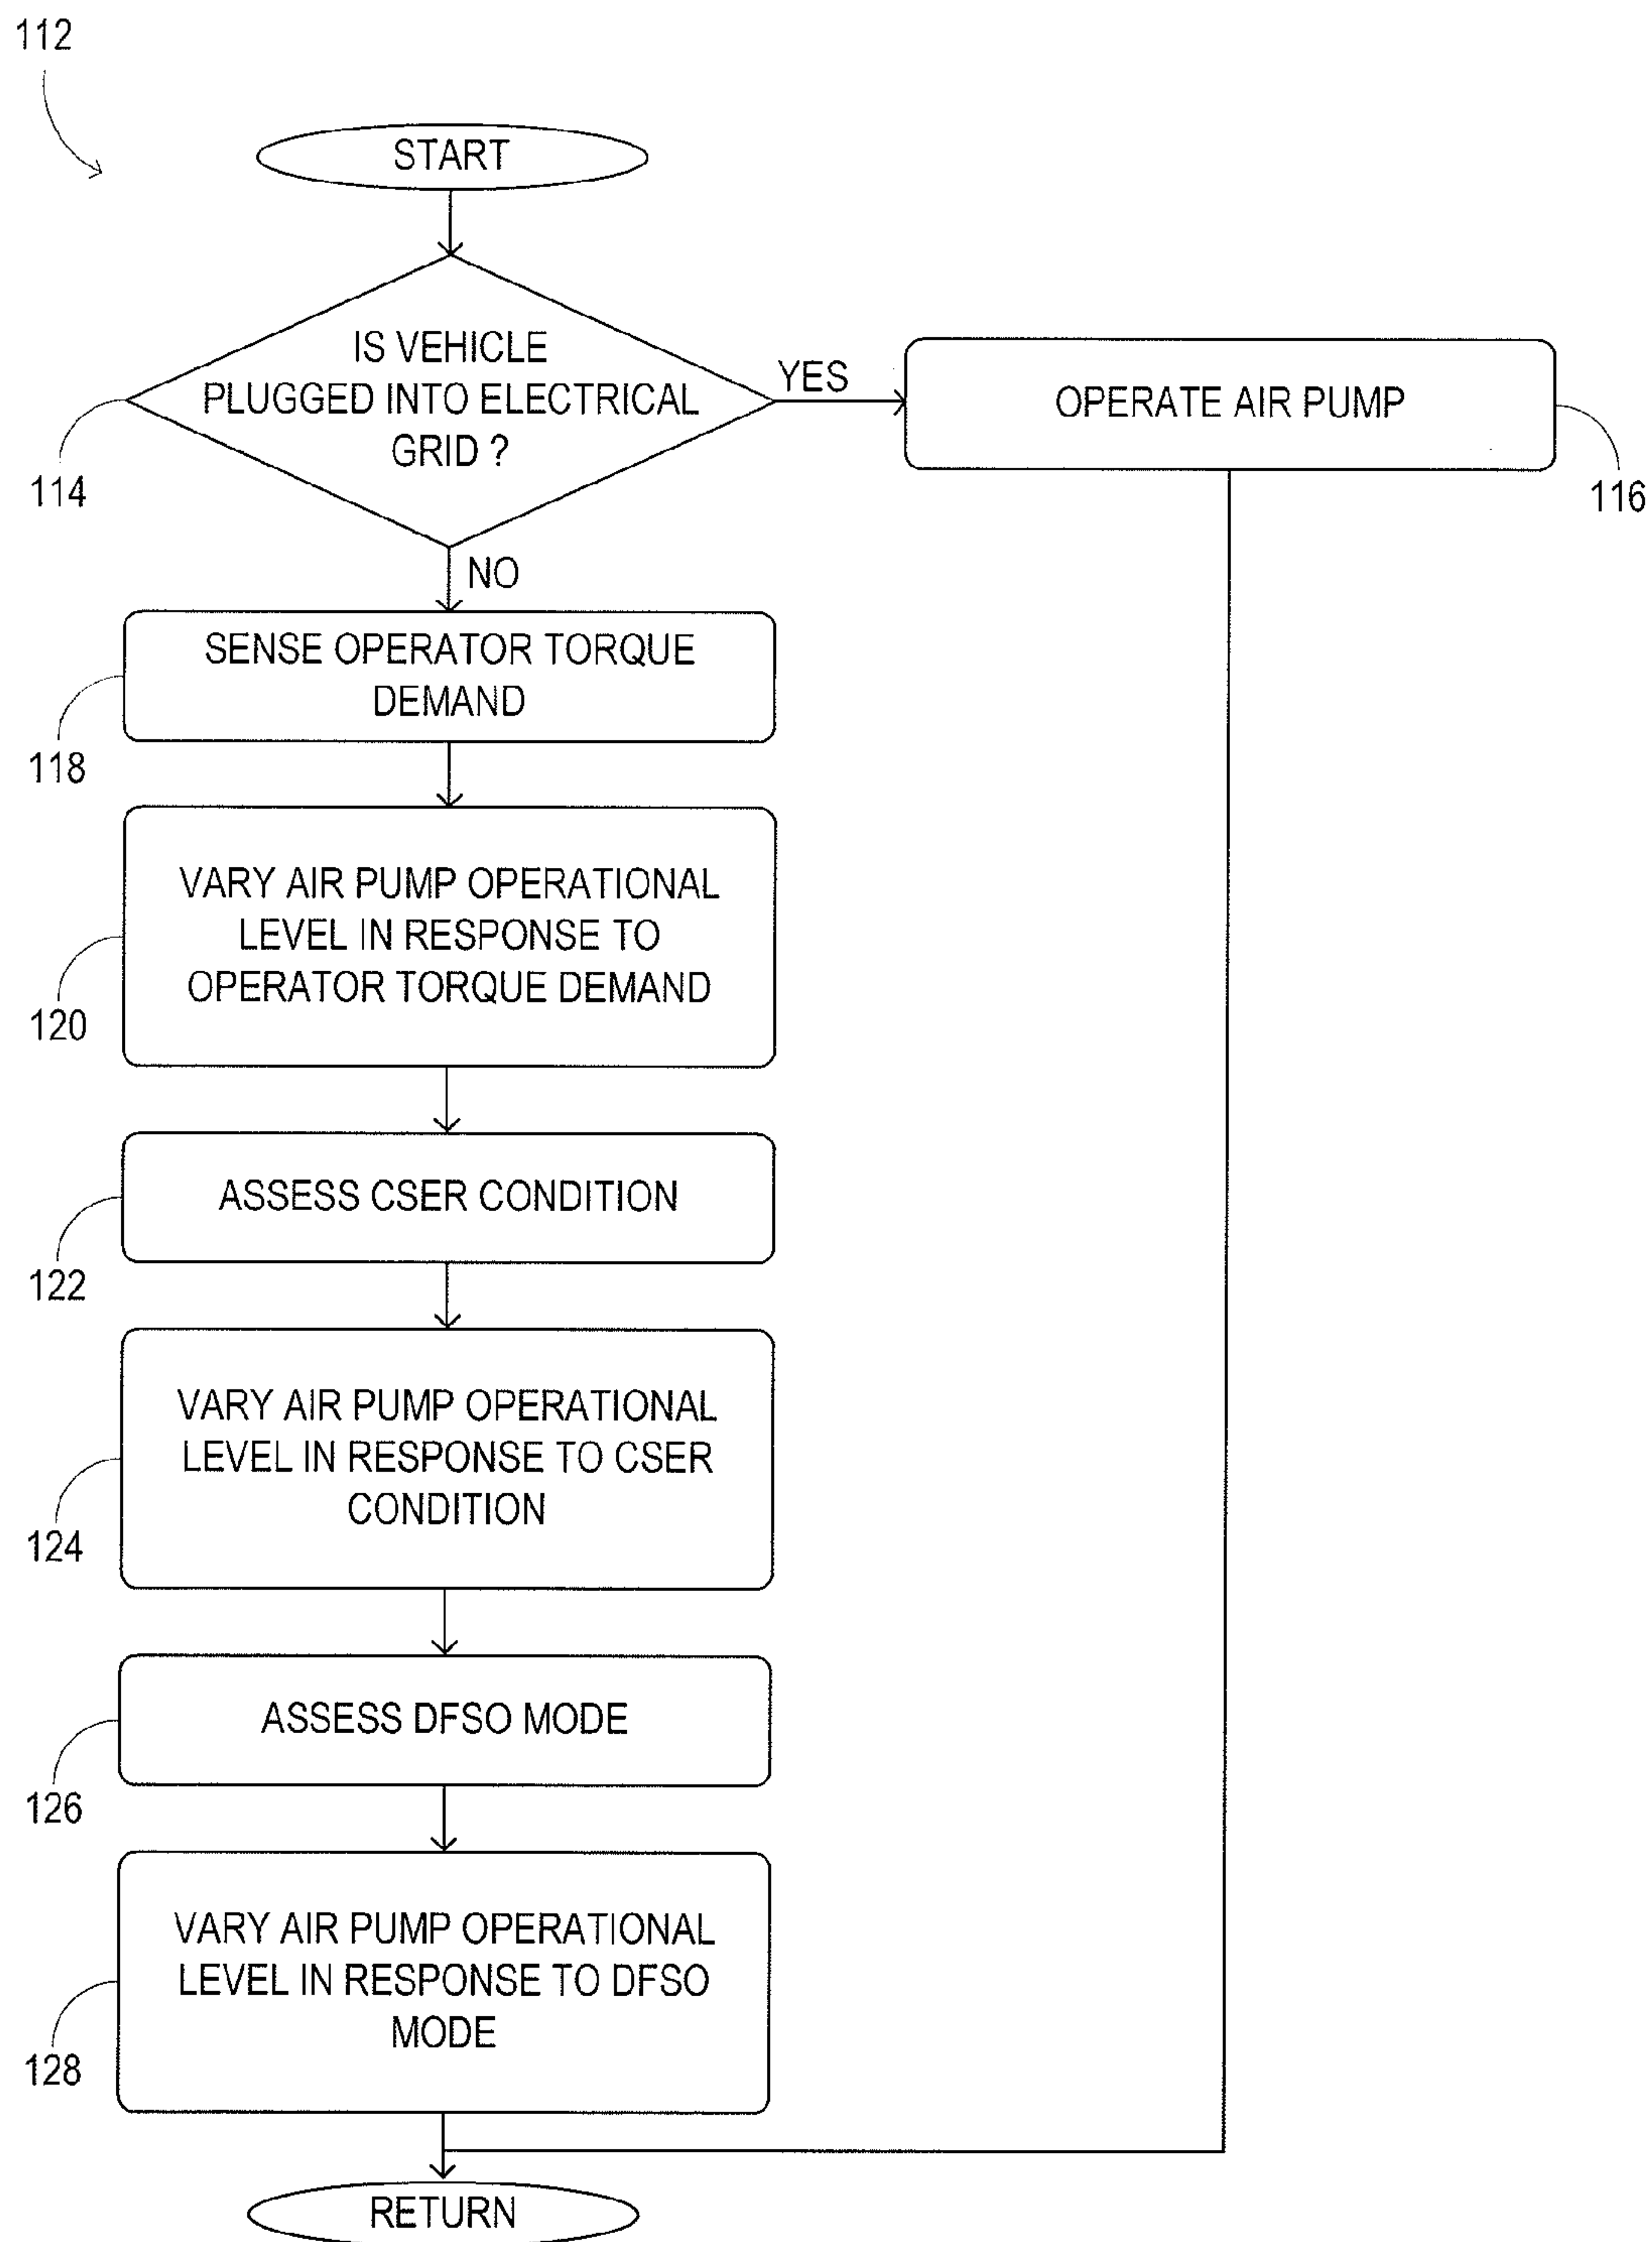 112
START
IS VEHICLE
PLUGGED INTO ELECTRICAL
GRID ?
YES
OPERATE AIR PUMP
114
116
NO
SENSE OPERATOR TORQUE
DEMAND
118
VARY AIR PUMP OPERATIONAL
LEVEL IN RESPONSE TO
OPERATOR TORQUE DEMAND
120
ASSESS CSER CONDITION
122
VARY AIR PUMP OPERATIONAL
LEVEL IN RESPONSE TO CSER
CONDITION
124
ASSESS DFSO MODE
126
VARY AIR PUMP OPERATIONAL
LEVEL IN RESPONSE TO DFSO
MODE
128
RETURN